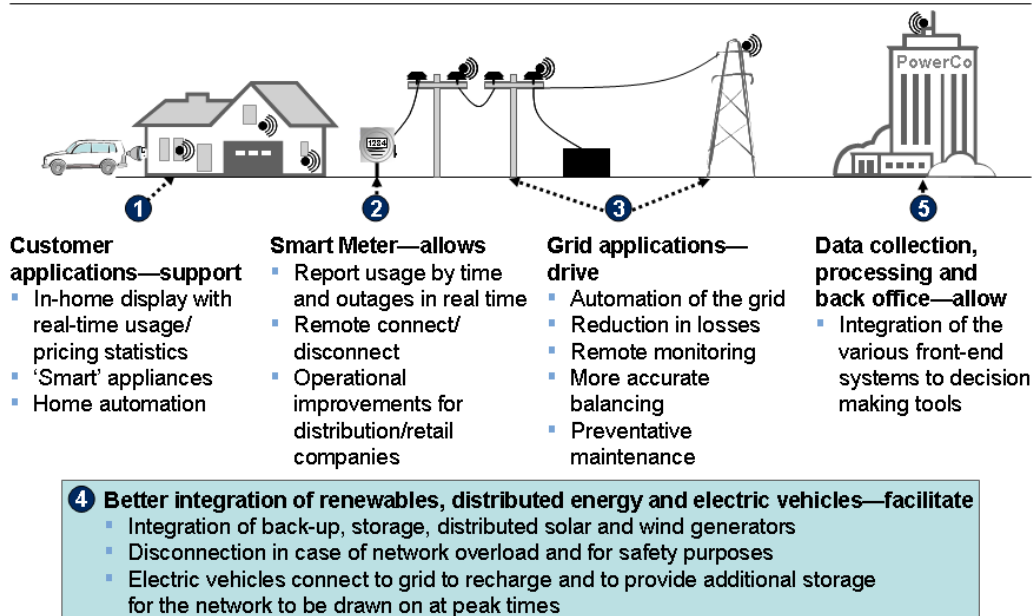 PowerCo
1284
1
2
3
5
Customer
applications—support
▪ In-home display with
real-time usage/
pricing statistics
▪ ‘Smart’ appliances
▪ Home automation
Smart Meter—allows
▪ Report usage by time
and outages in real time
▪ Remote connect/
disconnect
▪ Operational
improvements for
distribution/retail
companies
Grid applications—
drive
▪ Automation of the grid
▪ Reduction in losses
▪ Remote monitoring
▪ More accurate
balancing
▪ Preventative
maintenance
Data collection,
processing and
back office—allow
▪ Integration of the
various front-end
systems to decision
making tools
4 Better integration of renewables, distributed energy and electric vehicles—facilitate
▪ Integration of back-up, storage, distributed solar and wind generators
▪ Disconnection in case of network overload and for safety purposes
▪ Electric vehicles connect to grid to recharge and to provide additional storage
for the network to be drawn on at peak times